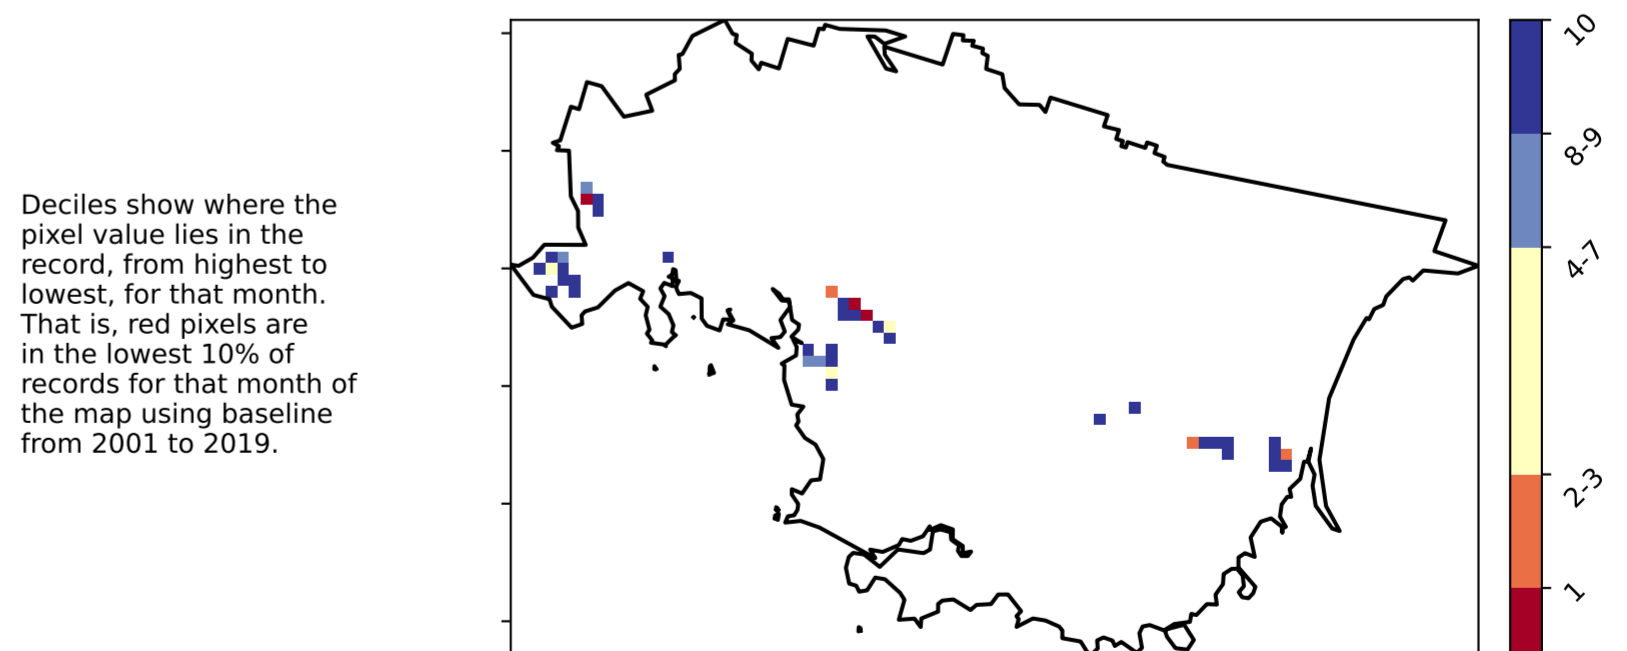 Deciles show where the
pixel value lies in the
record, from highest to
lowest, for that month.
That is, red pixels are
in the lowest 10% of
records for that month of
the map using baseline
from 2001 to 2019.
10
8-9
4-7
2-3
1